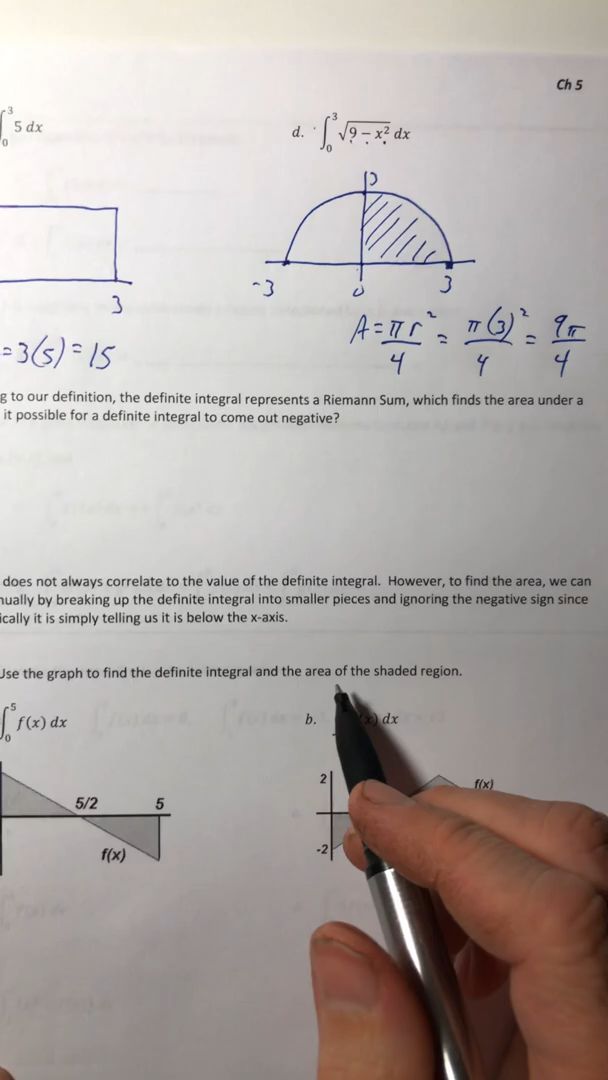 Ch 5
∫₀³ 5 dx
d. ∫₀³ √(9 − x²) dx
3
-3 0 3
= 3(5) = 15
A = πr²/4 = π(3)²/4 = 9π/4
g to our definition, the definite integral represents a Riemann Sum, which finds the area under a
it possible for a definite integral to come out negative?
does not always correlate to the value of the definite integral. However, to find the area, we can
nually by breaking up the definite integral into smaller pieces and ignoring the negative sign since
ically it is simply telling us it is below the x-axis.
Use the graph to find the definite integral and the area of the shaded region.
∫₀⁵ f(x) dx
b. x) dx
5/2 5
f(x)
2
f(x)
-2